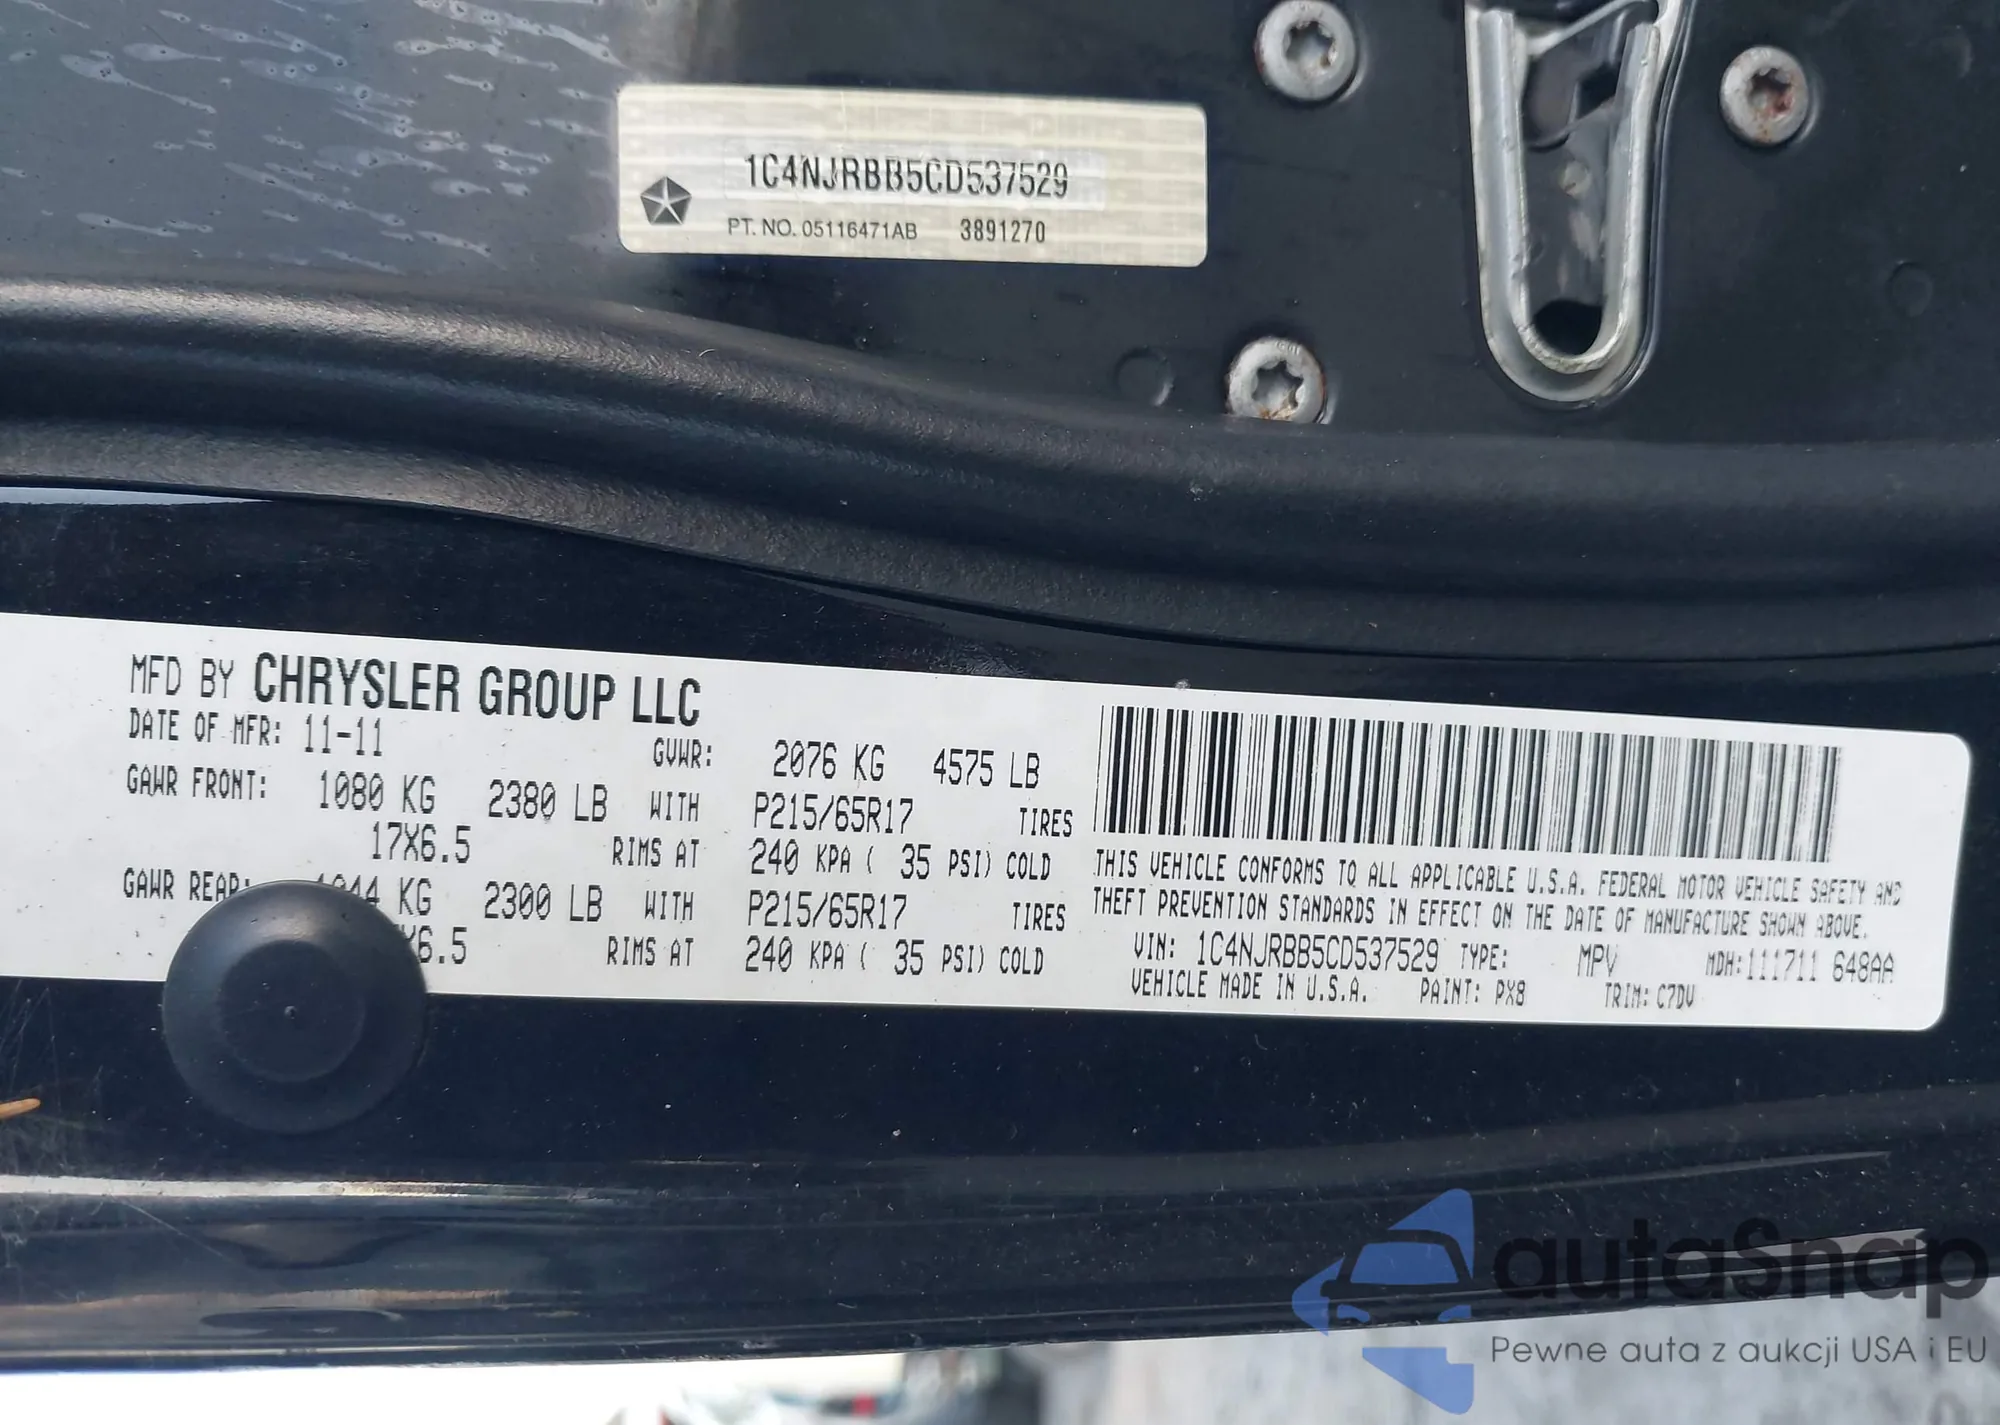 1C4NJRBB5CD537529
PT. NO. 05116471AB 3891270
MFD BY CHRYSLER GROUP LLC
DATE OF MFR: 11-11 GVWR: 2076 KG 4575 LB
GAWR FRONT: 1080 KG 2380 LB WITH P215/65R17 TIRES
17X6.5 RIMS AT 240 KPA ( 35 PSI) COLD
GAWR REAR: 1044 KG 2300 LB WITH P215/65R17 TIRES
X6.5 RIMS AT 240 KPA ( 35 PSI) COLD
THIS VEHICLE CONFORMS TO ALL APPLICABLE U.S.A. FEDERAL MOTOR VEHICLE SAFETY AND
THEFT PREVENTION STANDARDS IN EFFECT ON THE DATE OF MANUFACTURE SHOWN ABOVE.
VIN: 1C4NJRBB5CD537529 TYPE: MPV MDH: 111711 648AA
VEHICLE MADE IN U.S.A. PAINT: PX8 TRIM: C7DV
autaSnap
Pewne auta z aukcji USA i EU